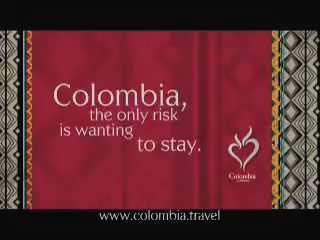 Colombia,
the only risk
is wanting
to stay.
Colombia
www.colombia.travel